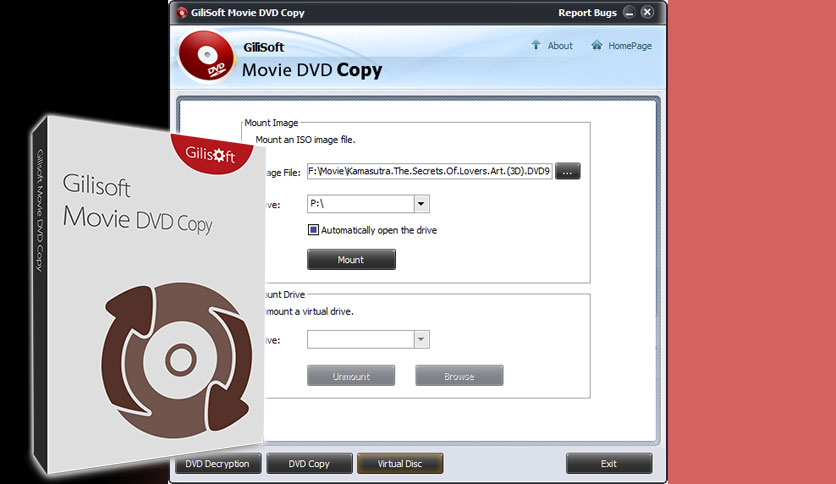 GiliSoft Movie DVD Copy
Report Bugs
DVD
GiliSoft
Movie DVD Copy
About
HomePage
Mount Image
Mount an ISO image file.
age File:
F:\Movie\Kamasutra.The.Secrets.Of.Lovers.Art.(3D).DVD9
...
ive:
P:\
Automatically open the drive
Mount
ount Drive
mount a virtual drive.
ive:
Unmount
Browse
DVD Decryption
DVD Copy
Virtual Disc
Exit
Gilisoft
Gilisoft
Movie DVD Copy
Gilisoft Movie DVD Copy